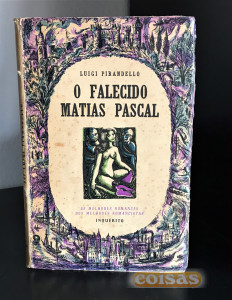 LUIGI PIRANDELLO
O FALECIDO
MATIAS PASCAL
OS MELHORES ROMANCES
DOS MELHORES ROMANCISTAS
INQUÉRITO
coisas